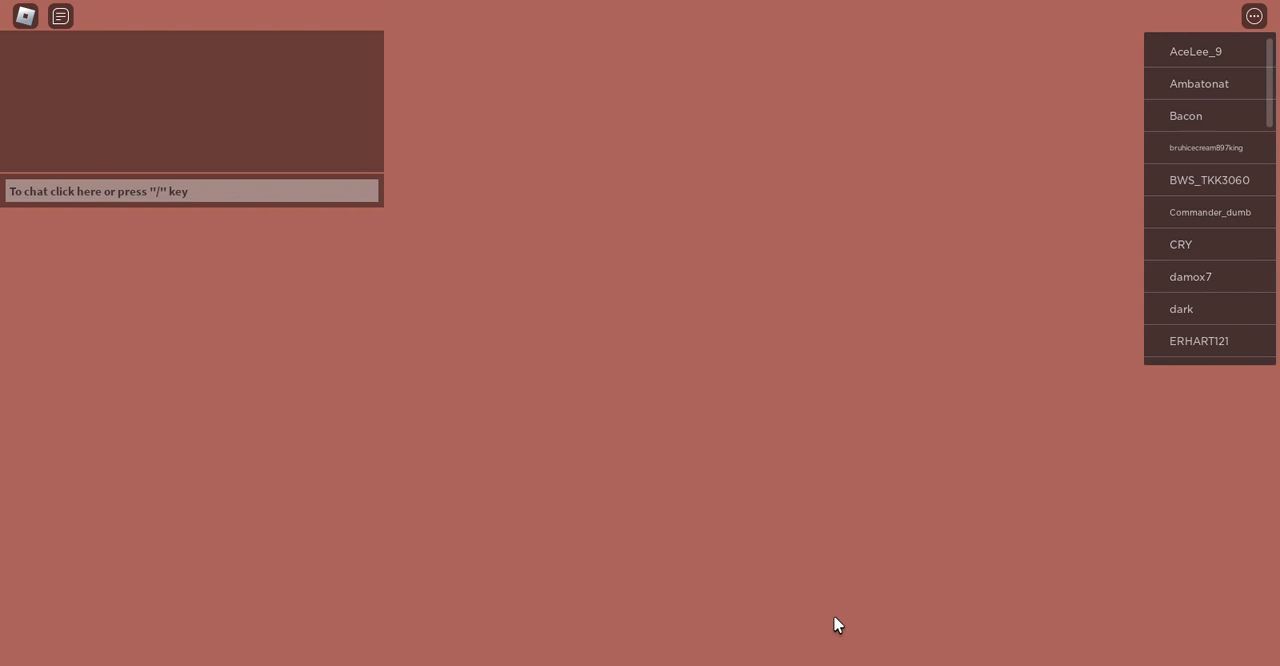 To chat click here or press "/" key
AceLee_9
Ambatonat
Bacon
bruhicecream897king
BWS_TKK3060
Commander_dumb
CRY
damox7
dark
ERHART121